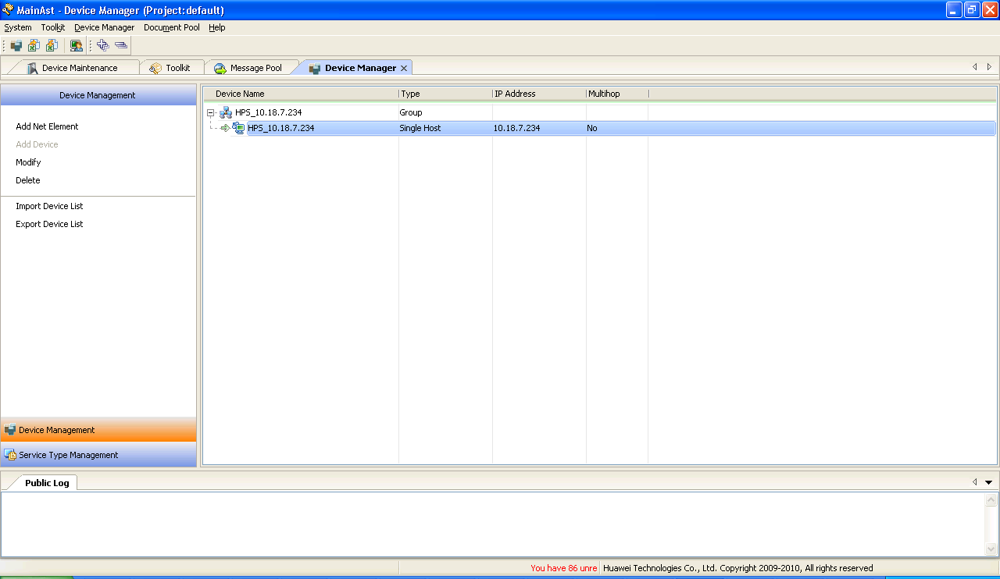 MainAst - Device Manager (Project:default)
System Toolkit Device Manager Document Pool Help
Device Maintenance Toolkit Message Pool Device Manager
Device Management
Add Net Element
Add Device
Modify
Delete
Import Device List
Export Device List
Device Management
Service Type Management
Device Name Type IP Address Multihop
HPS_10.18.7.234 Group
HPS_10.18.7.234 Single Host 10.18.7.234 No
Public Log
You have 86 unre Huawei Technologies Co., Ltd. Copyright 2009-2010, All rights reserved